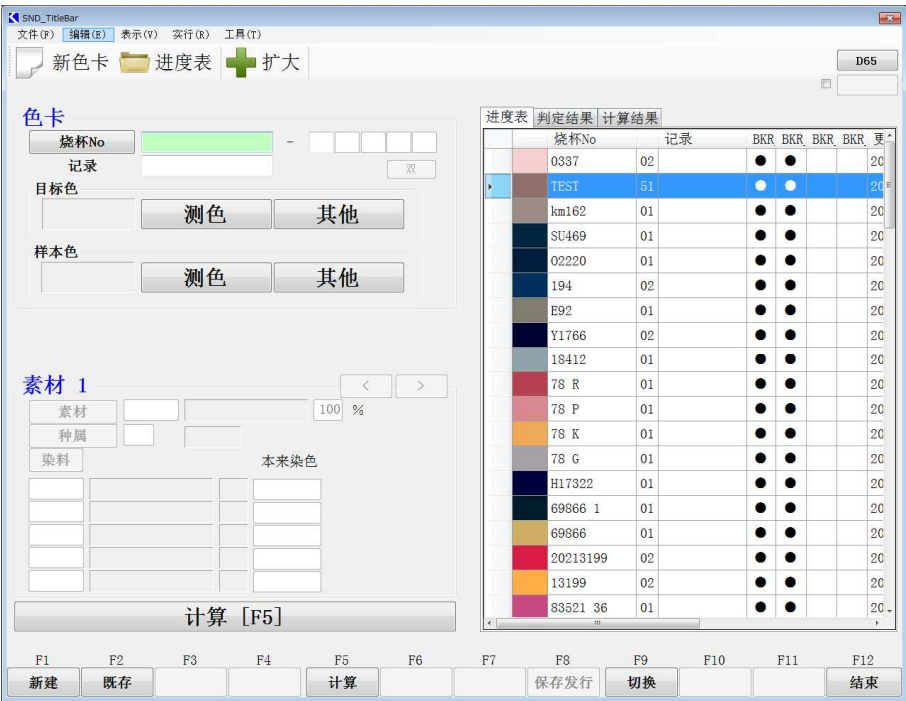 SND_TitleBar
文件(F) 编辑(E) 表示(V) 实行(R) 工具(T)
新色卡 进度表 扩大
D65
色卡
烧杯No -
记录 双
目标色
测色 其他
样本色
测色 其他
素材 1 < >
素材 100 %
种属
染料 本来染色
计算 [F5]
进度表 判定结果 计算结果
烧杯No 记录 BKR BKR_ BKR_ BKR_ 更
0337 02 ● ● 20
TEST 51 ● ● 20
km162 01 ● ● 20
SU469 01 ● ● 20
02220 01 ● ● 20
194 02 ● ● 20
E92 01 ● ● 20
Y1766 02 ● ● 20
18412 01 ● ● 20
78 R 01 ● ● 20
78 P 01 ● ● 20
78 K 01 ● ● 20
78 G 01 ● ● 20
H17322 01 ● ● 20
69866 1 01 ● ● 20
69866 01 ● ● 20
20213199 02 ● ● 20
13199 02 ● ● 20
83521 36 01 ● ● 20
F1 F2 F3 F4 F5 F6 F7 F8 F9 F10 F11 F12
新建 既存 计算 保存发行 切换 结束